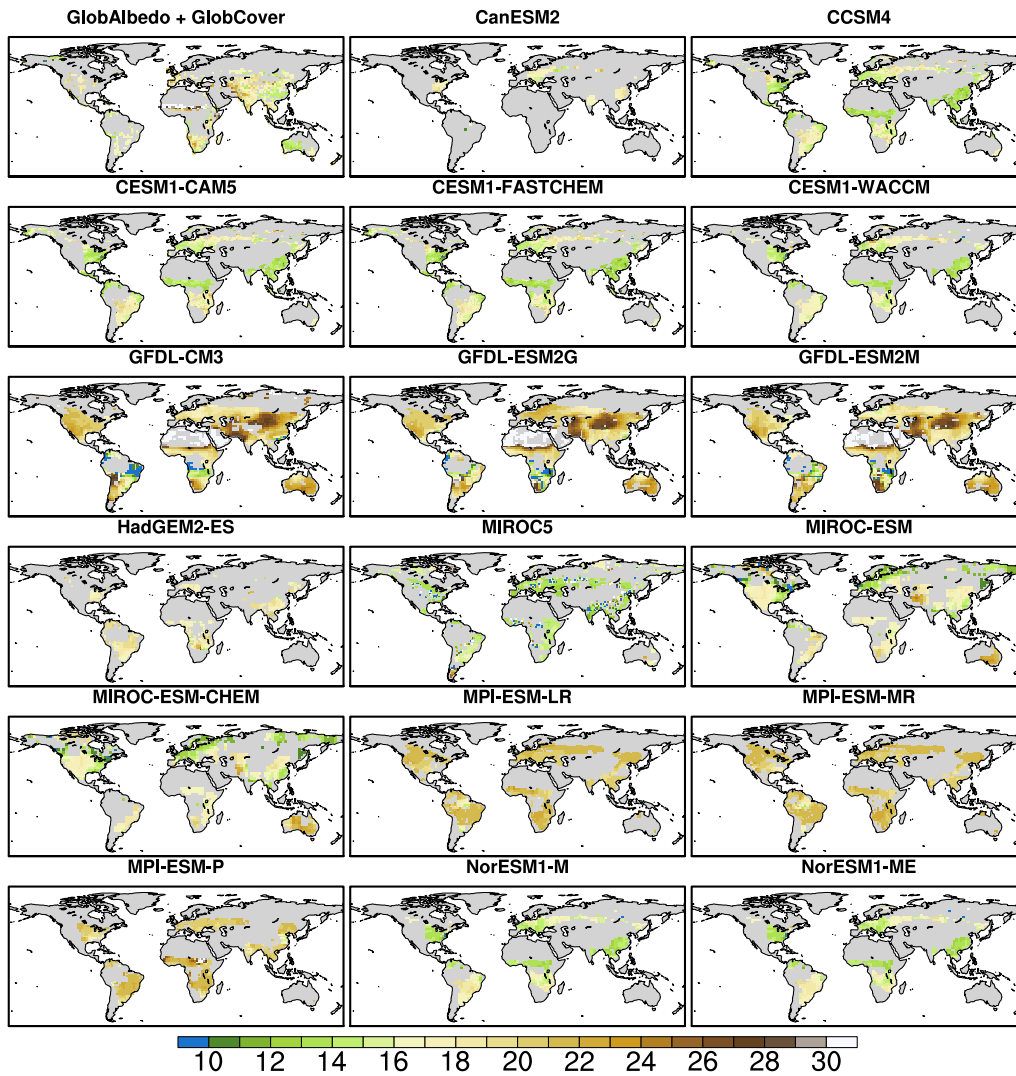 GlobAlbedo + GlobCover CanESM2 CCSM4
CESM1-CAM5 CESM1-FASTCHEM CESM1-WACCM
GFDL-CM3 GFDL-ESM2G GFDL-ESM2M
HadGEM2-ES MIROC5 MIROC-ESM
MIROC-ESM-CHEM MPI-ESM-LR MPI-ESM-MR
MPI-ESM-P NorESM1-M NorESM1-ME
10 12 14 16 18 20 22 24 26 28 30